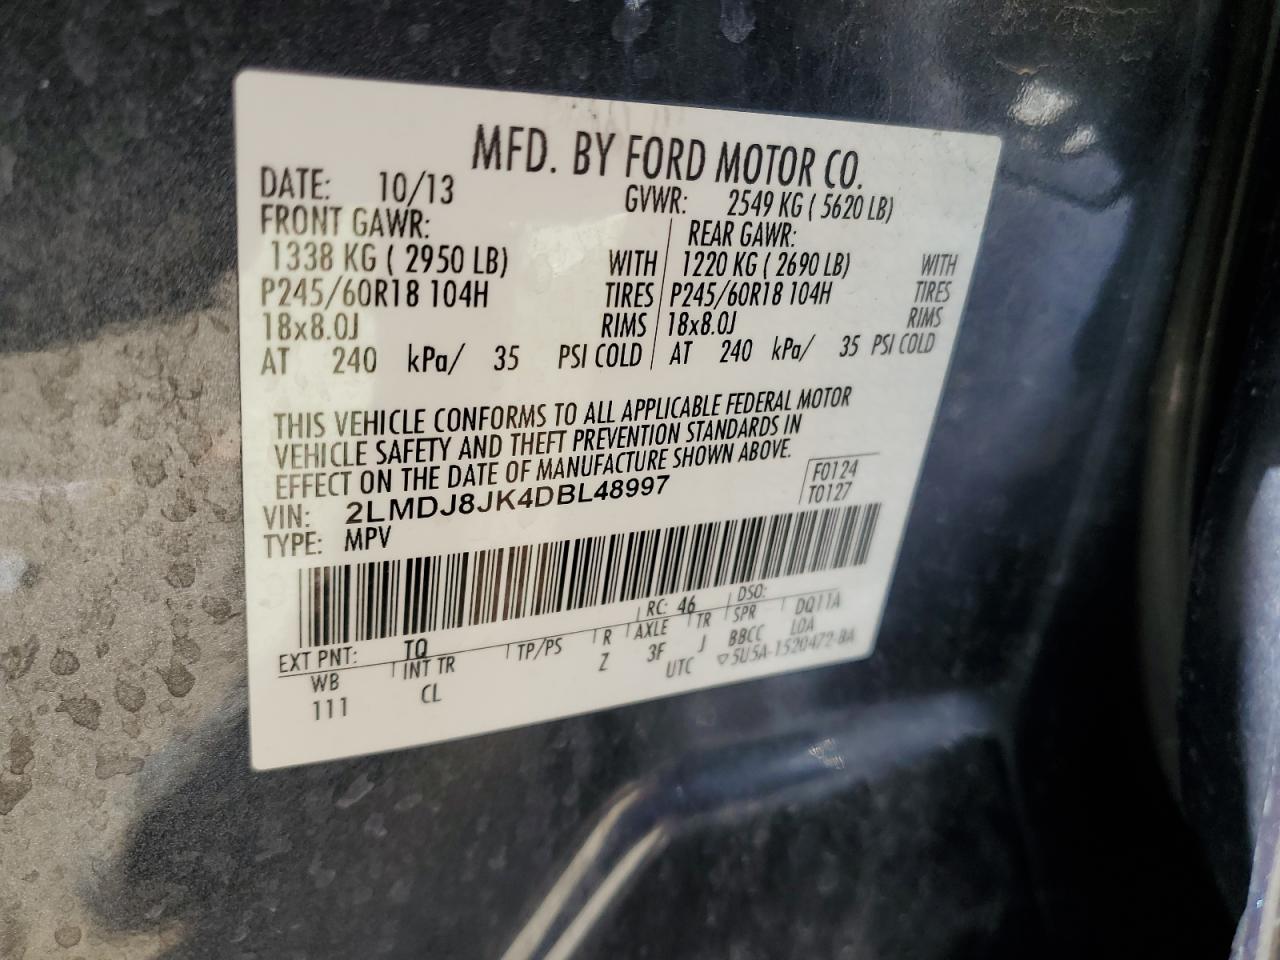 MFD. BY FORD MOTOR CO.
DATE: 10/13 GVWR: 2549 KG ( 5620 LB)
FRONT GAWR: REAR GAWR:
1338 KG ( 2950 LB) WITH 1220 KG ( 2690 LB) WITH
P245/60R18 104H TIRES P245/60R18 104H TIRES
18x8.0J RIMS 18x8.0J RIMS
AT 240 kPa/ 35 PSI COLD AT 240 kPa/ 35 PSI COLD
THIS VEHICLE CONFORMS TO ALL APPLICABLE FEDERAL MOTOR
VEHICLE SAFETY AND THEFT PREVENTION STANDARDS IN
EFFECT ON THE DATE OF MANUFACTURE SHOWN ABOVE.
VIN: 2LMDJ8JK4DBL48997 F0124
TYPE: MPV T0127
EXT PNT: TQ RC: 46 DSO:
WB INT TR TP/PS R AXLE TR SPR DQ11A
111 CL Z 3F J BBCC LOA
UTC ▽5U5A-1520472-BA